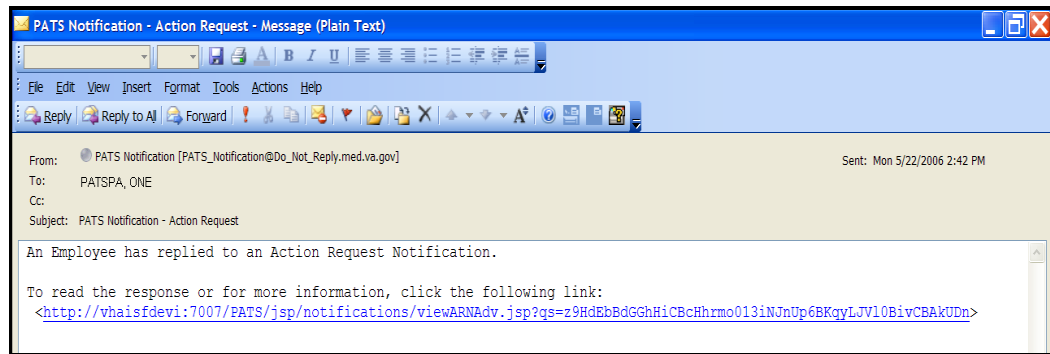 PATS Notification - Action Request - Message (Plain Text)
File Edit View Insert Format Tools Actions Help
Reply Reply to All Forward
From: PATS Notification [PATS_Notification@Do_Not_Reply.med.va.gov] Sent: Mon 5/22/2006 2:42 PM
To: PATSPA, ONE
Cc:
Subject: PATS Notification - Action Request
An Employee has replied to an Action Request Notification.
To read the response or for more information, click the following link:
<http://vhaisfdevi:7007/PATS/jsp/notifications/viewARNAdv.jsp?qs=z9HdEbBdGGhHiCBcHhrmo013iNJnUp6BKqyLJVl0BivCBAkUDn>